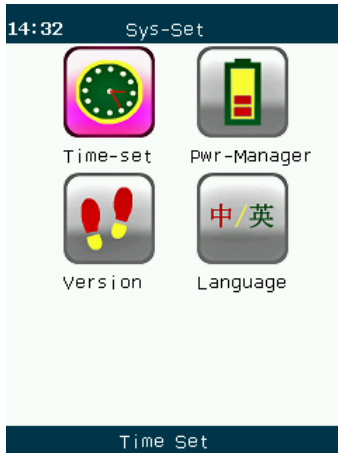 14:32 Sys-Set
Time-set Pwr-Manager
中/英
Version Language
Time Set